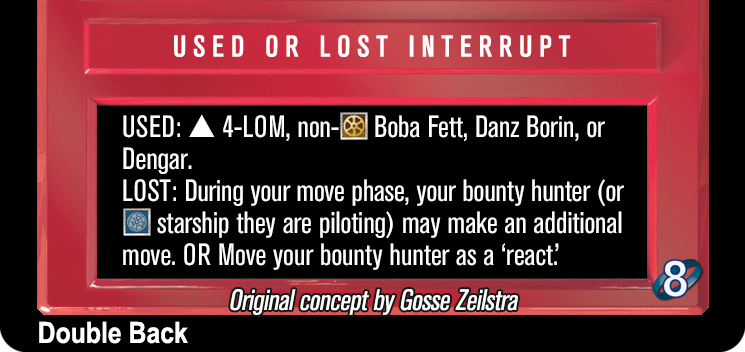 USED OR LOST INTERRUPT
USED: ▲ 4-LOM, non- Boba Fett, Danz Borin, or
Dengar.
LOST: During your move phase, your bounty hunter (or
starship they are piloting) may make an additional
move. OR Move your bounty hunter as a ‘react.’
8
Original concept by Gosse Zeilstra
Double Back